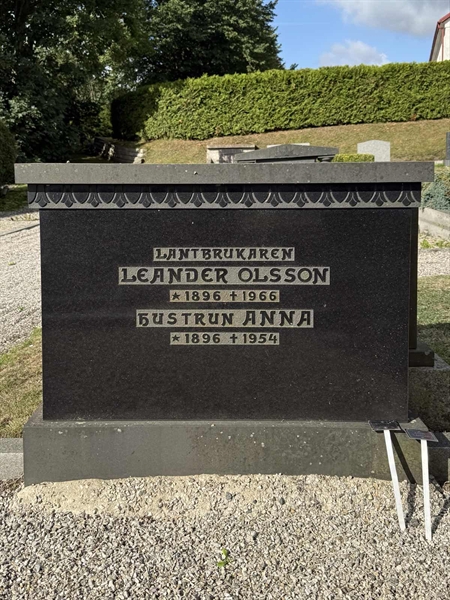 LANTBRUKAREN
LEANDER OLSSON
★ 1896 ✝ 1966
HUSTRUN ANNA
★ 1896 ✝ 1954